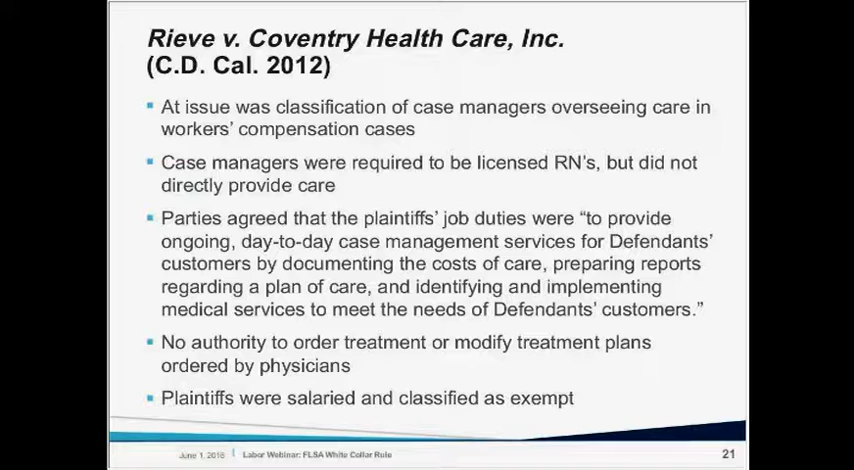 Rieve v. Coventry Health Care, Inc.
(C.D. Cal. 2012)
At issue was classification of case managers overseeing care in
workers’ compensation cases
Case managers were required to be licensed RN’s, but did not
directly provide care
Parties agreed that the plaintiffs’ job duties were “to provide
ongoing, day-to-day case management services for Defendants’
customers by documenting the costs of care, preparing reports
regarding a plan of care, and identifying and implementing
medical services to meet the needs of Defendants’ customers.”
No authority to order treatment or modify treatment plans
ordered by physicians
Plaintiffs were salaried and classified as exempt
June 1, 2016 | Labor Webinar: FLSA White Collar Rule
21